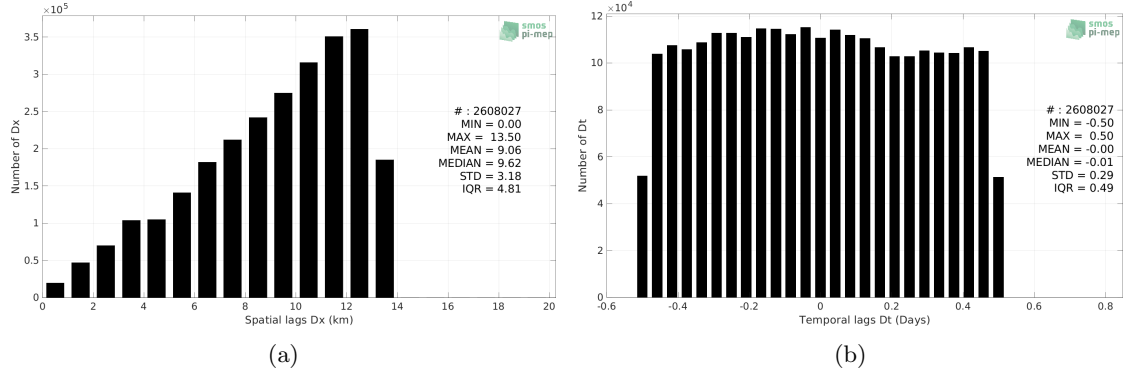 ×10⁵
3.5
3
2.5
2
1.5
1
0.5
0
0 2 4 6 8 10 12 14 16 18 20
Number of Dx
Spatial lags Dx (km)
smos
pi-mep
# : 2608027
MIN = 0.00
MAX = 13.50
MEAN = 9.06
MEDIAN = 9.62
STD = 3.18
IQR = 4.81
(a)
×10⁴
12
10
8
6
4
2
0
-0.6 -0.4 -0.2 0 0.2 0.4 0.6 0.8
Number of Dt
Temporal lags Dt (Days)
smos
pi-mep
# : 2608027
MIN = -0.50
MAX = 0.50
MEAN = -0.00
MEDIAN = -0.01
STD = 0.29
IQR = 0.49
(b)